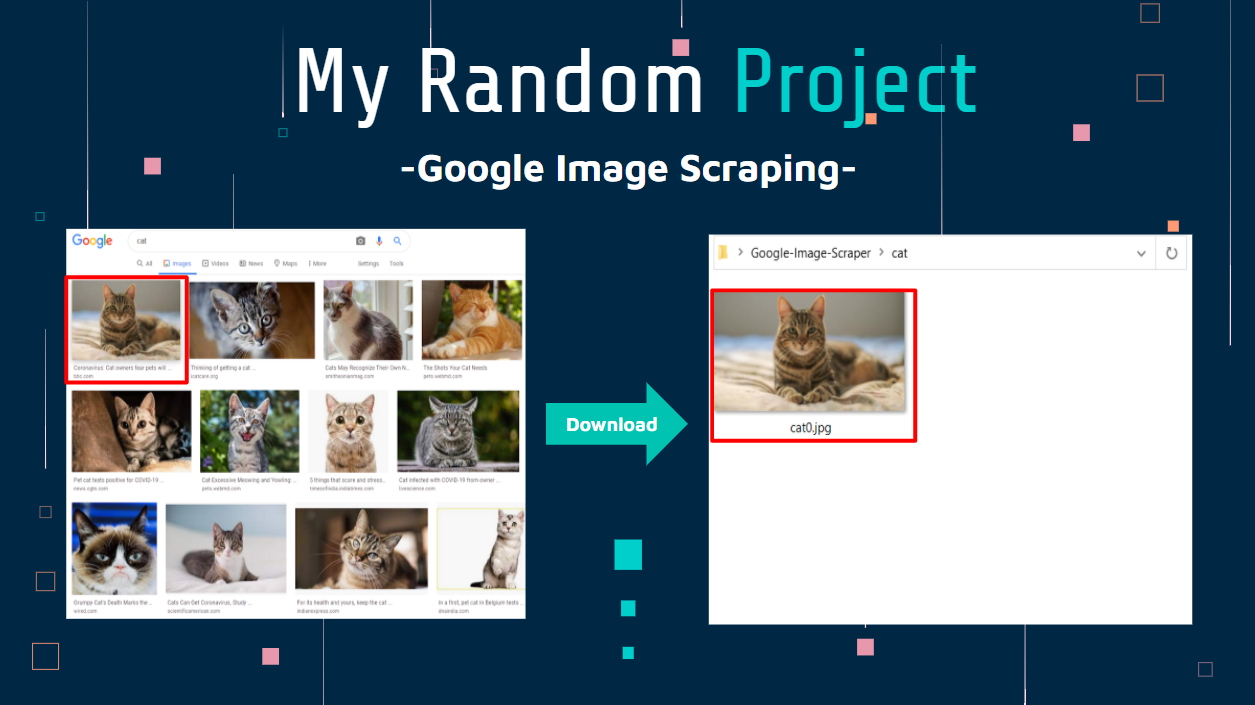 My Random Project
-Google Image Scraping-
Google
cat
All Images Videos News Maps More Settings Tools
Coronavirus: Cat owners fear pets will ...
bbc.com
Thinking of getting a cat ...
icatcare.org
Cats May Recognize Their Own N...
smithsonianmag.com
The Shots Your Cat Needs
pets.webmd.com
Pet cat tests positive for COVID-19 ...
news.cgtn.com
Cat Excessive Meowing and Yowling: ...
pets.webmd.com
5 things that scare and stress...
timesofindia.indiatimes.com
Cat infected with COVID-19 from owner ...
livescience.com
Grumpy Cat's Death Marks the ...
wired.com
Cats Can Get Coronavirus, Study ...
scientificamerican.com
For its health and yours, keep the cat ...
indianexpress.com
In a first, pet cat in Belgium tests ...
dnaindia.com
Download
Google-Image-Scraper cat
cat0.jpg